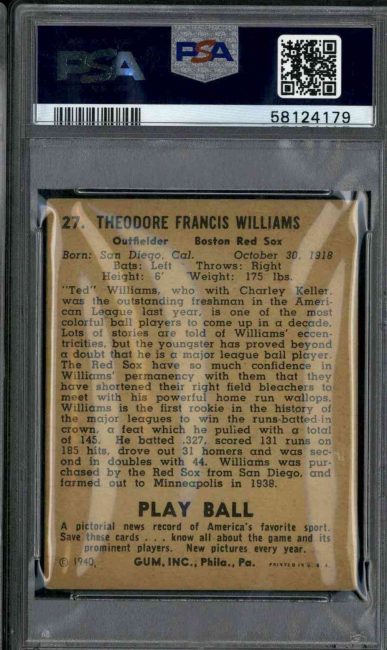 PSA
PSA
58124179
27. THEODORE FRANCIS WILLIAMS
Outfielder Boston Red Sox
Born: San Diego, Cal. October 30, 1918
Bats: Left Throws: Right
Height: 6' Weight: 175 lbs.
"Ted" Williams, who with Charley Keller,
was the outstanding freshman in the Ameri-
can League last year, is one of the most
colorful ball players to come up in a decade.
Lots of stories are told of Williams' eccen-
tricities, but the youngster has proved beyond
a doubt that he is a major league ball player.
The Red Sox have so much confidence in
Williams' permanency with them that they
have shortened their right field bleachers to
meet with his powerful home run wallops.
Williams is the first rookie in the history of
the major leagues to win the runs-batted-in
crown, a feat which he pulled with a total
of 145. He batted .327, scored 131 runs on
185 hits, drove out 31 homers and was sec-
ond in doubles with 44. Williams was pur-
chased by the Red Sox from San Diego, and
farmed out to Minneapolis in 1938.
PLAY BALL
A pictorial news record of America's favorite sport.
Save these cards . . . know all about the game and its
prominent players. New pictures every year.
© 1940, GUM, INC., Phila., Pa. PRINTED IN U. S. A.